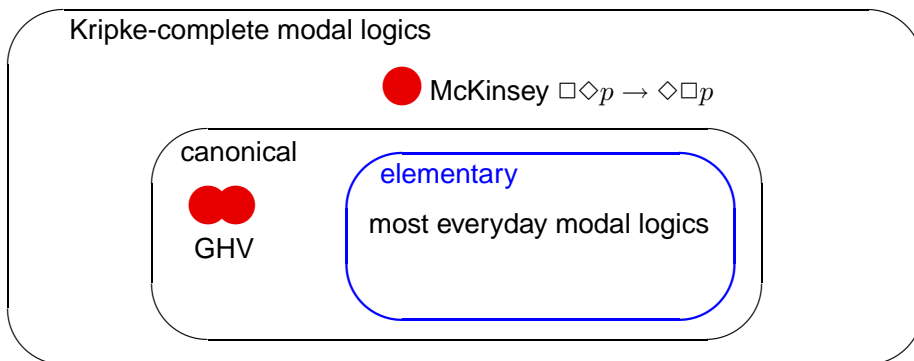 Kripke-complete modal logics
McKinsey □◇p → ◇□p
canonical
elementary
most everyday modal logics
GHV